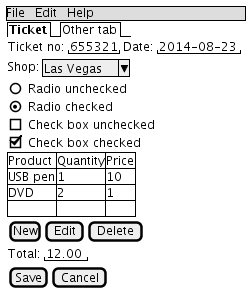 File Edit Help
Ticket Other tab
Ticket no: 655321 Date: 2014-08-23
Shop: Las Vegas
Radio unchecked
Radio checked
Check box unchecked
Check box checked
Product Quantity Price
USB pen 1 10
DVD 2 1
New Edit Delete
Total: 12.00
Save Cancel